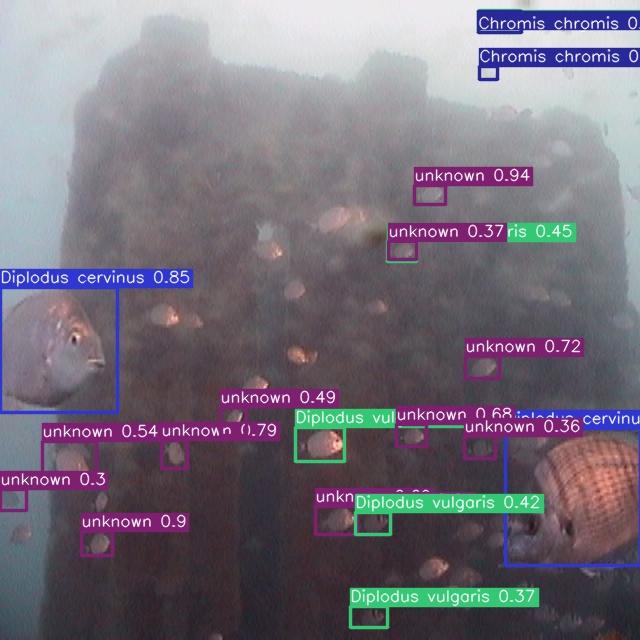 Chromis chromis 0.
Chromis chromis 0
unknown 0.94
unknown 0.37
ris 0.45
Diplodus cervinus 0.85
unknown 0.72
unknown 0.49
Diplodus vul
unknown 0.68
iplodus cervinu
unknown 0.36
unknown 0.54
unknown 0.79
unknown 0.3
unkn
Diplodus vulgaris 0.42
unknown 0.9
Diplodus vulgaris 0.37